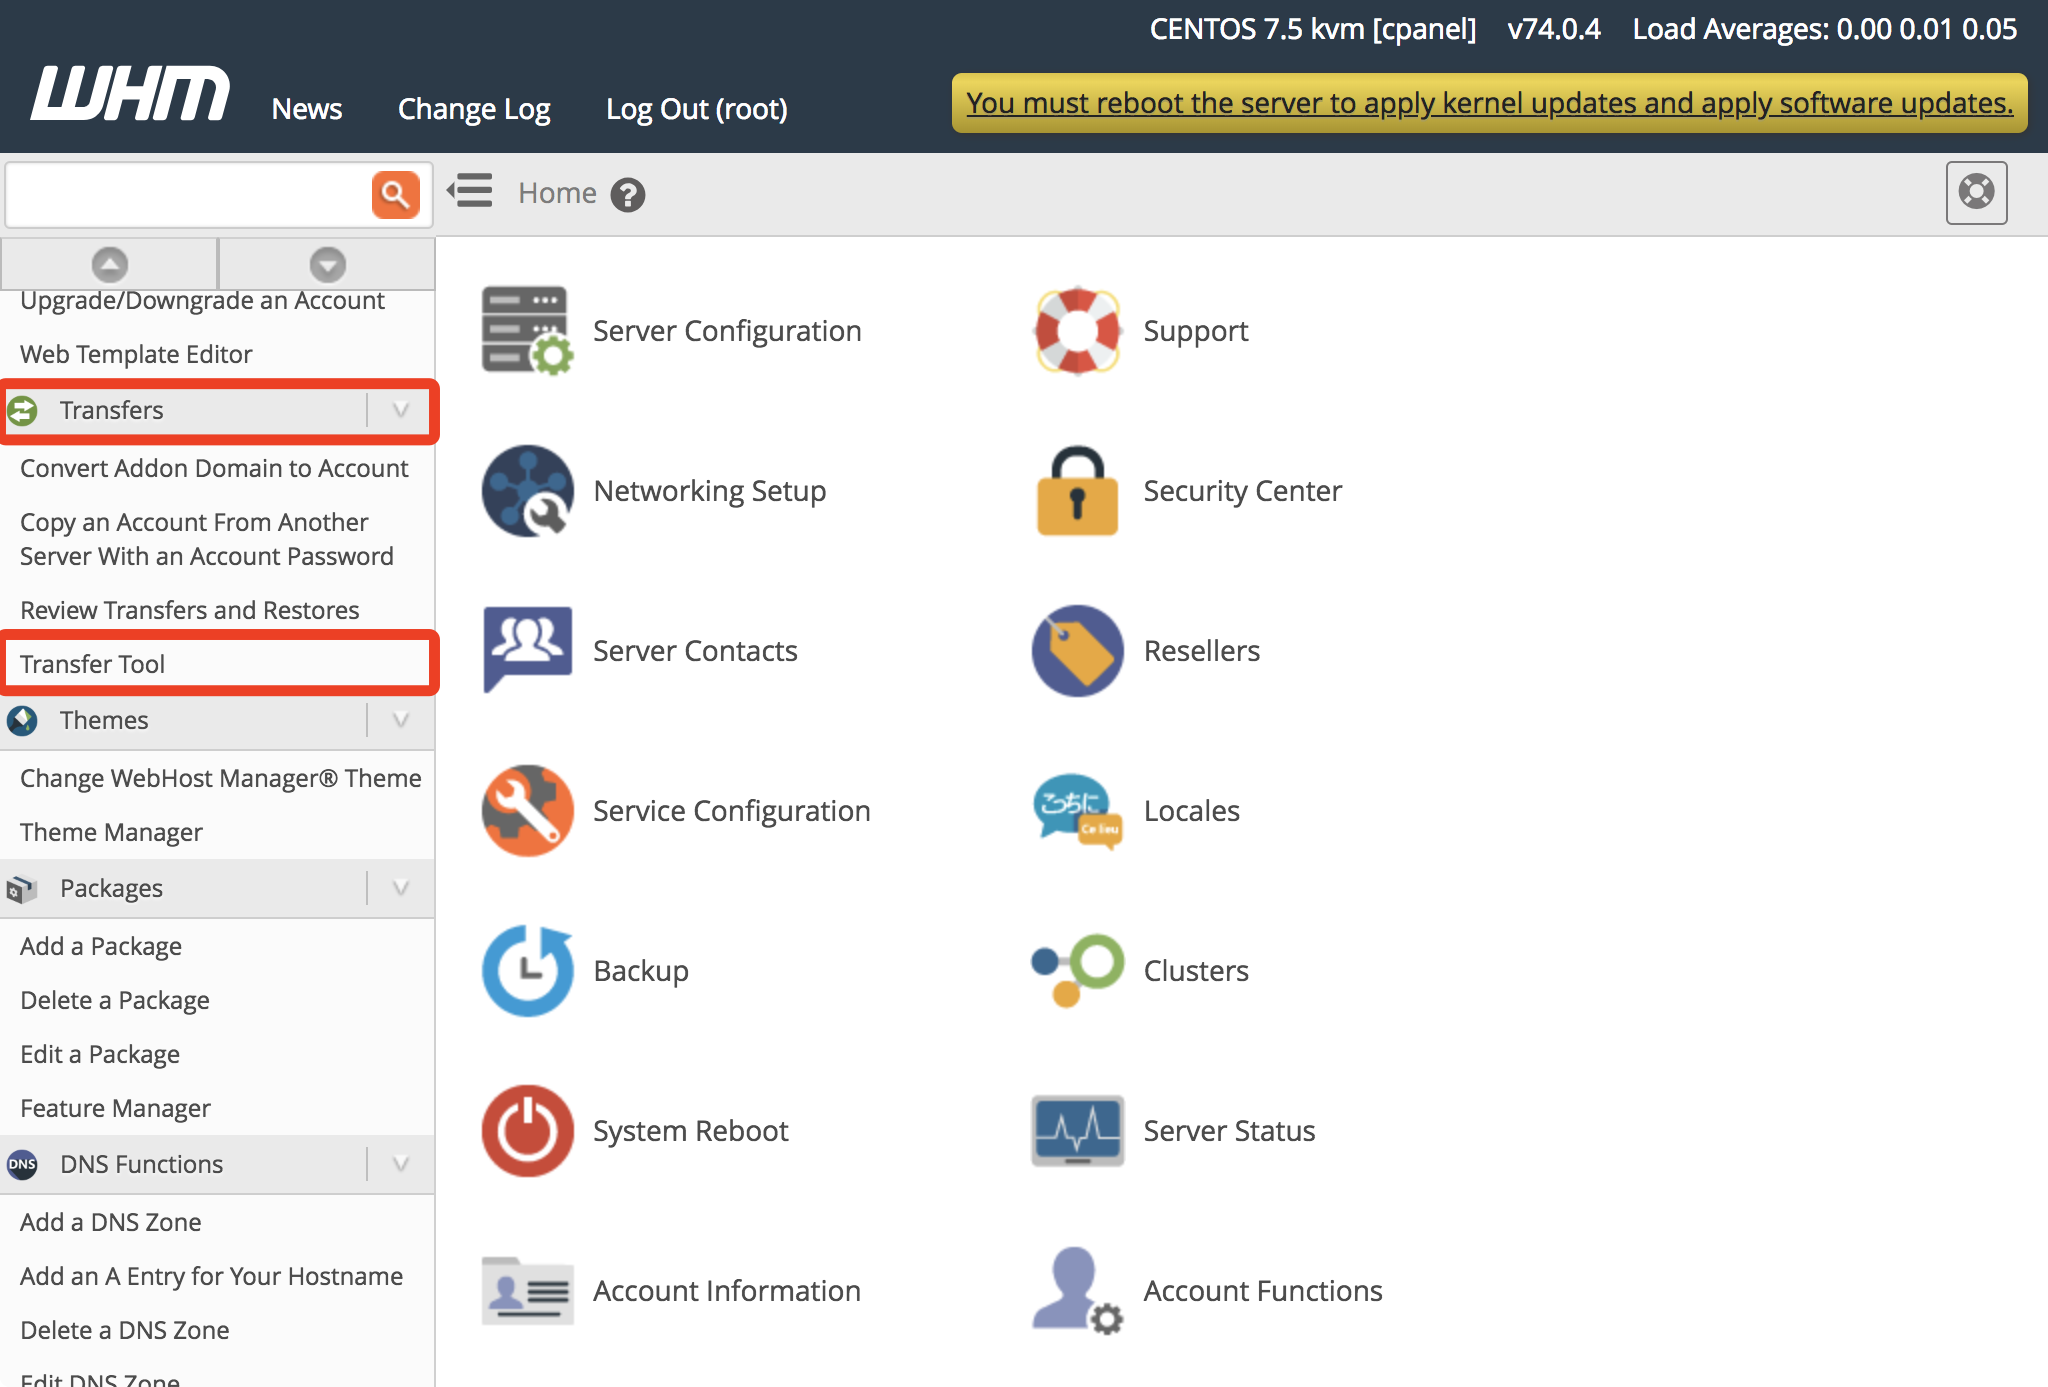 CENTOS 7.5 kvm [cpanel] v74.0.4 Load Averages: 0.00 0.01 0.05
WHM News Change Log Log Out (root)
You must reboot the server to apply kernel updates and apply software updates.
Home
Upgrade/Downgrade an Account
Web Template Editor
Transfers
Convert Addon Domain to Account
Copy an Account From Another
Server With an Account Password
Review Transfers and Restores
Transfer Tool
Themes
Change WebHost Manager® Theme
Theme Manager
Packages
Add a Package
Delete a Package
Edit a Package
Feature Manager
DNS DNS Functions
Add a DNS Zone
Add an A Entry for Your Hostname
Delete a DNS Zone
Edit DNS Zone
Server Configuration
Support
Networking Setup
Security Center
Server Contacts
Resellers
Service Configuration
Ce lieu
Locales
Backup
Clusters
System Reboot
Server Status
Account Information
Account Functions